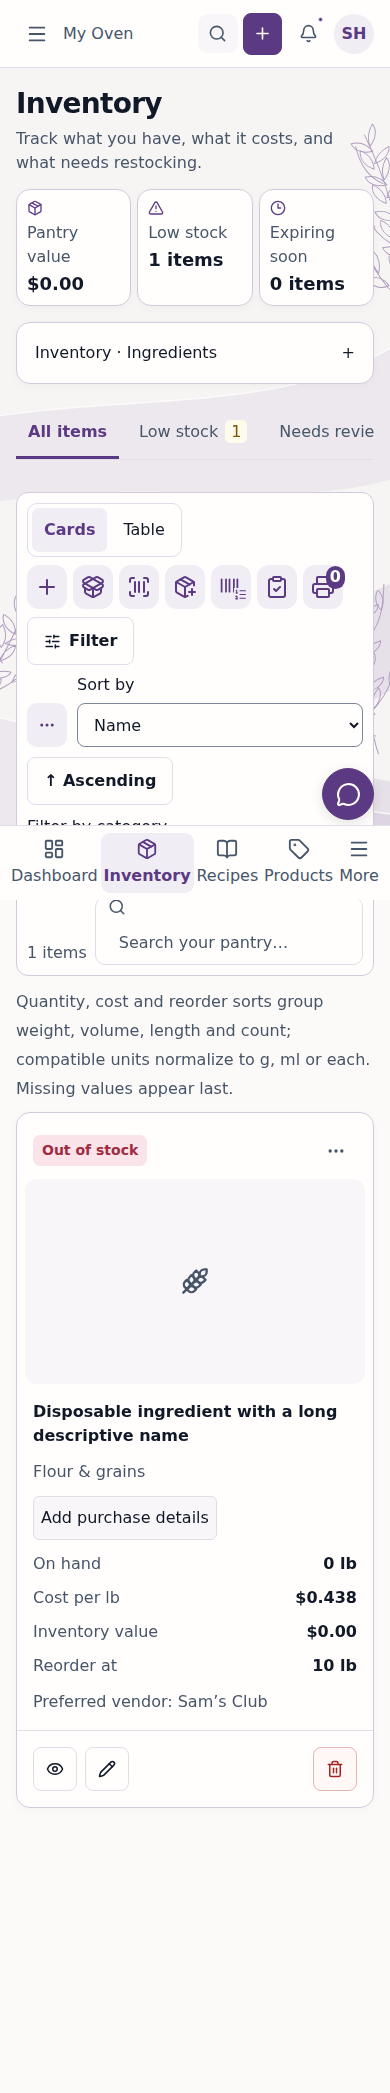 My Oven
SH
Inventory
Track what you have, what it costs, and
what needs restocking.
Pantry
value
$0.00
Low stock
1 items
Expiring
soon
0 items
Inventory · Ingredients
+
All items
Low stock 1
Needs revie
Cards
Table
0
Filter
Sort by
Name
↑ Ascending
Filter by category
Dashboard
Inventory
Recipes
Products
More
1 items
Search your pantry…
Quantity, cost and reorder sorts group
weight, volume, length and count;
compatible units normalize to g, ml or each.
Missing values appear last.
Out of stock
Disposable ingredient with a long
descriptive name
Flour & grains
Add purchase details
On hand 0 lb
Cost per lb $0.438
Inventory value $0.00
Reorder at 10 lb
Preferred vendor: Sam’s Club